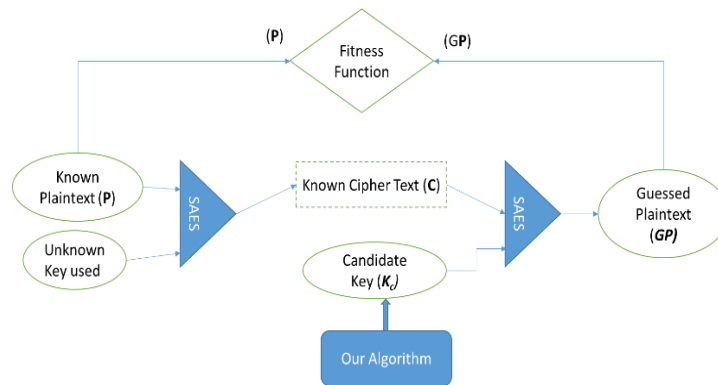 (P)
(GP)
Fitness
Function
Known
Plaintext (P)
SAES
Known Cipher Text (C)
SAES
Guessed
Plaintext
(GP)
Unknown
Key used
Candidate
Key (Kc)
Our Algorithm